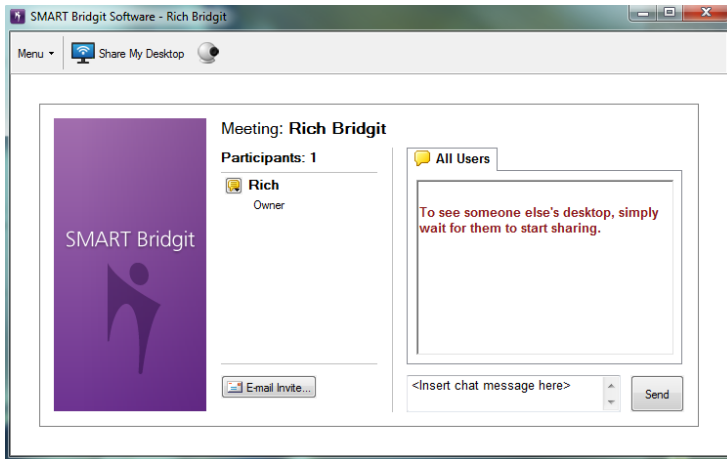 SMART Bridgit Software - Rich Bridgit
Menu
Share My Desktop
Meeting: Rich Bridgit
Participants: 1
Rich
Owner
SMART Bridgit
E-mail Invite...
All Users
To see someone else's desktop, simply
wait for them to start sharing.
<Insert chat message here>
Send